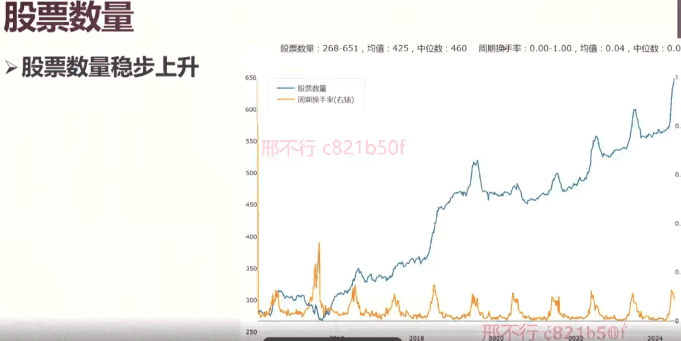 股票数量
➢股票数量稳步上升
股票数量：268-651，均值：425，中位数：460 周期换手率：0.00-1.00，均值：0.04，中位数：0.0
股票数量
周期换手率(右轴)
邢不行 c821b50f
650
600
500
450
400
350
300
250
1
0
2018
2020
2022
2024
邢不行 c821b50f